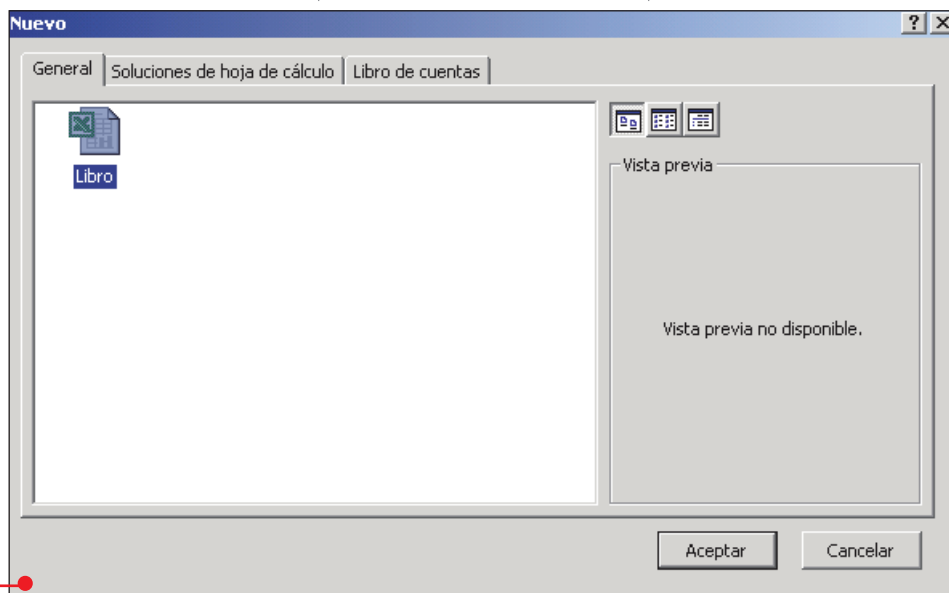 Nuevo
General Soluciones de hoja de cálculo Libro de cuentas
Libro
Vista previa
Vista previa no disponible.
Aceptar Cancelar